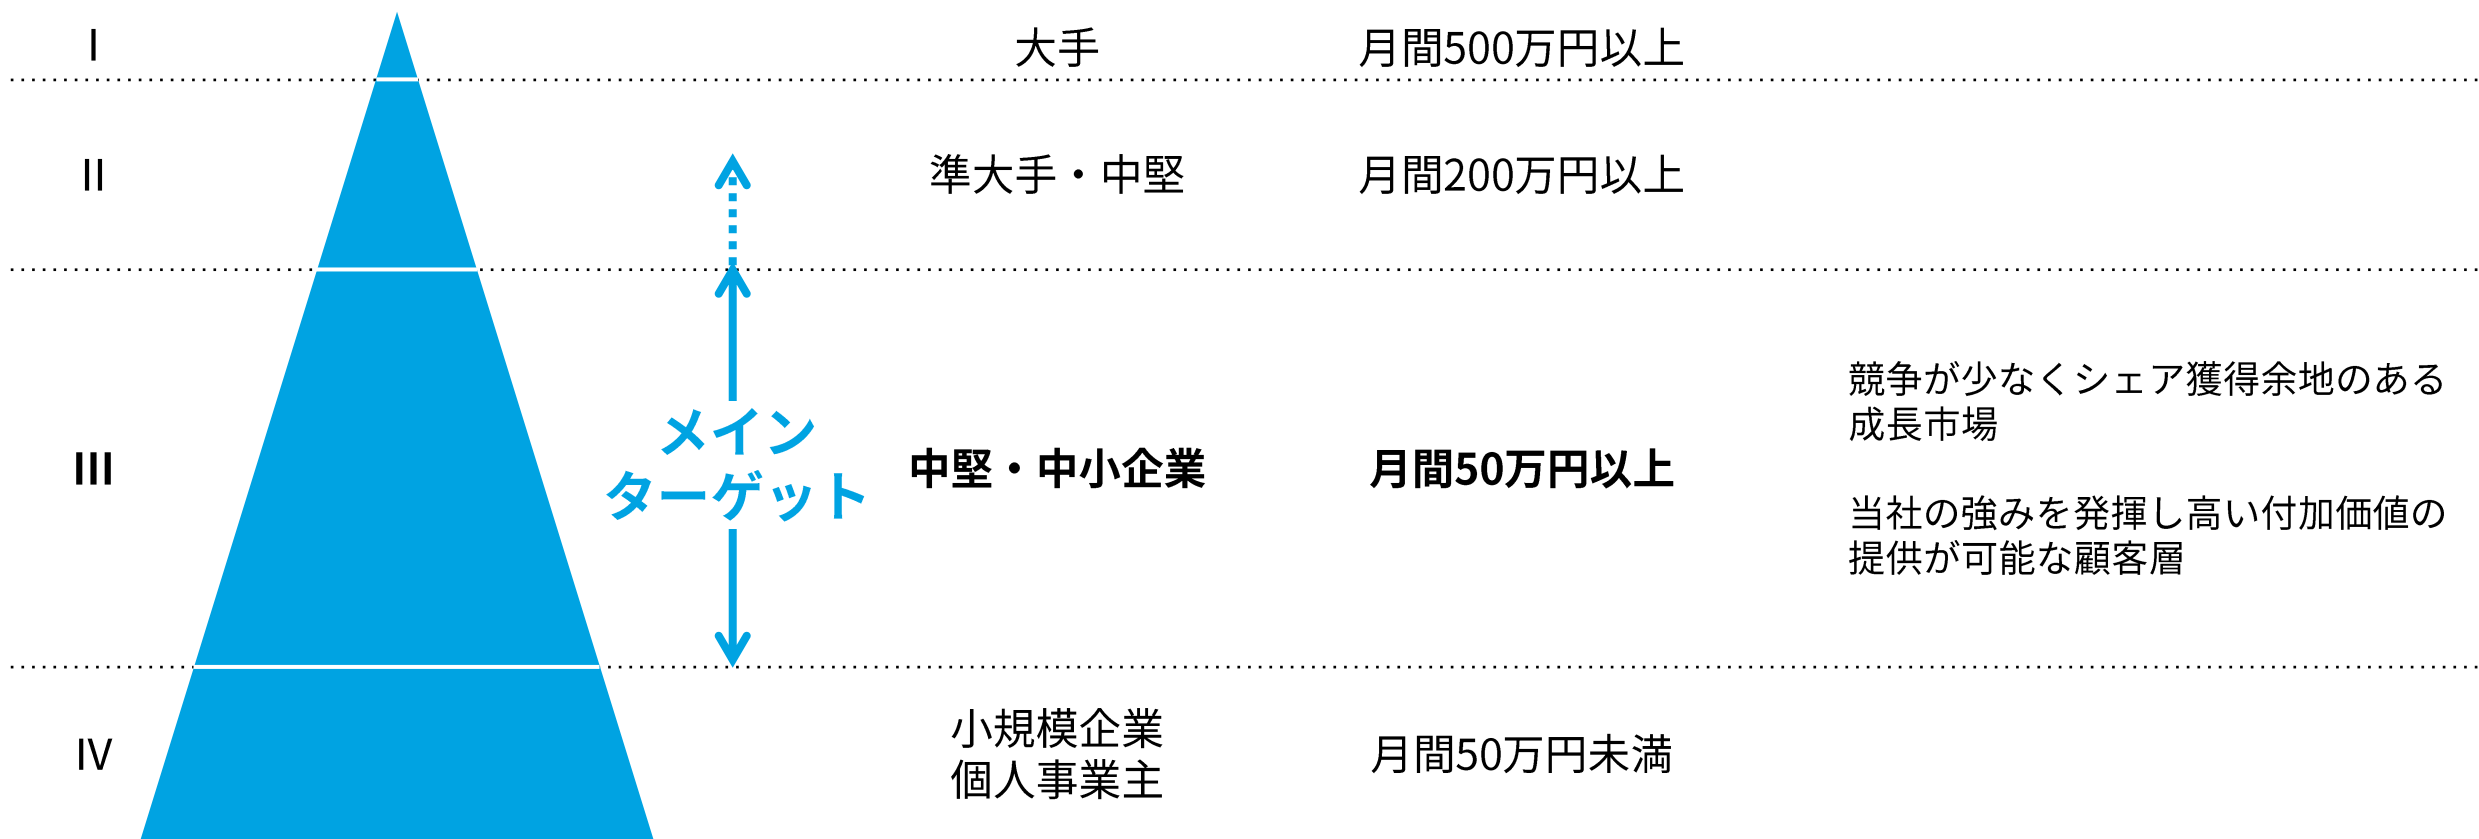 I
大手
月間500万円以上
II
準大手・中堅
月間200万円以上
III
メイン
ターゲット
中堅・中小企業
月間50万円以上
競争が少なくシェア獲得余地のある
成長市場
当社の強みを発揮し高い付加価値の
提供が可能な顧客層
IV
小規模企業
個人事業主
月間50万円未満